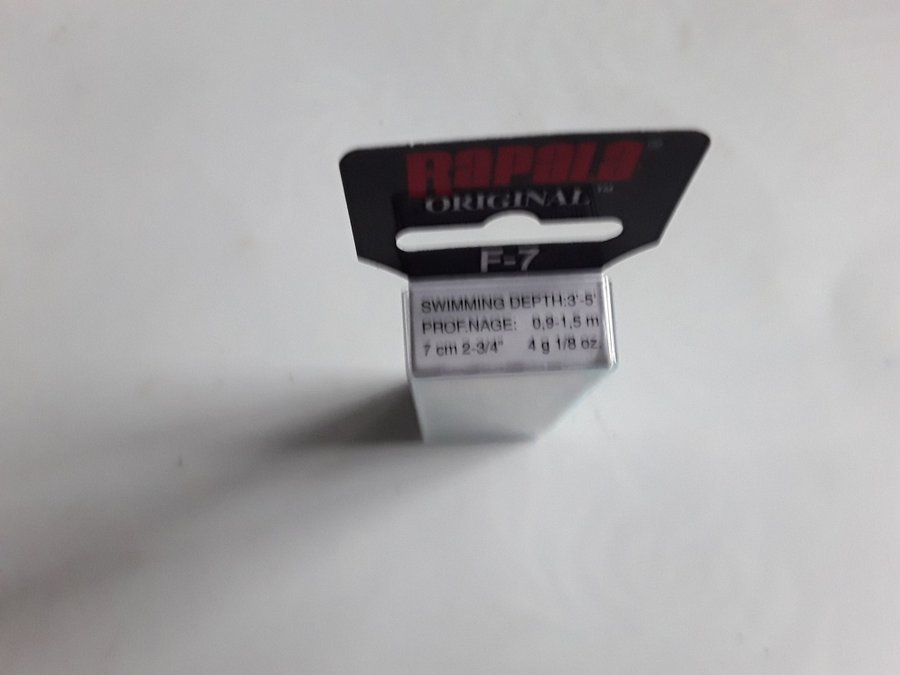 RAPALA
ORIGINAL™
F-7
SWIMMING DEPTH:3'-5'
PROF.NAGE: 0,9-1,5 m
7 cm 2-3/4" 4 g 1/8 oz.